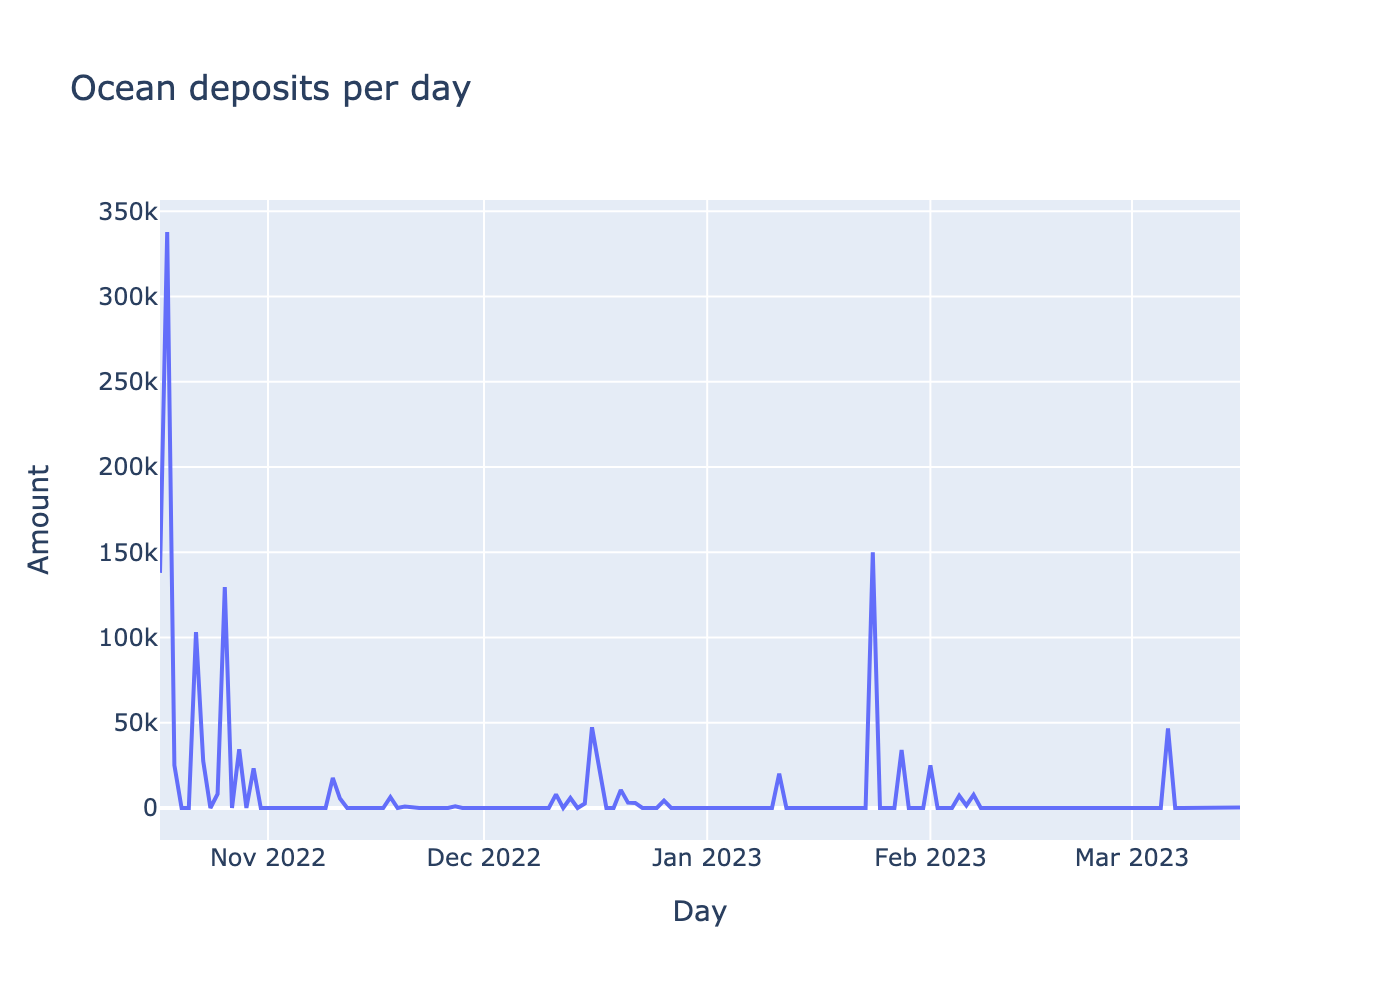 Ocean deposits per day
350k
300k
250k
200k
150k
100k
50k
0
Amount
Nov 2022
Dec 2022
Jan 2023
Feb 2023
Mar 2023
Day